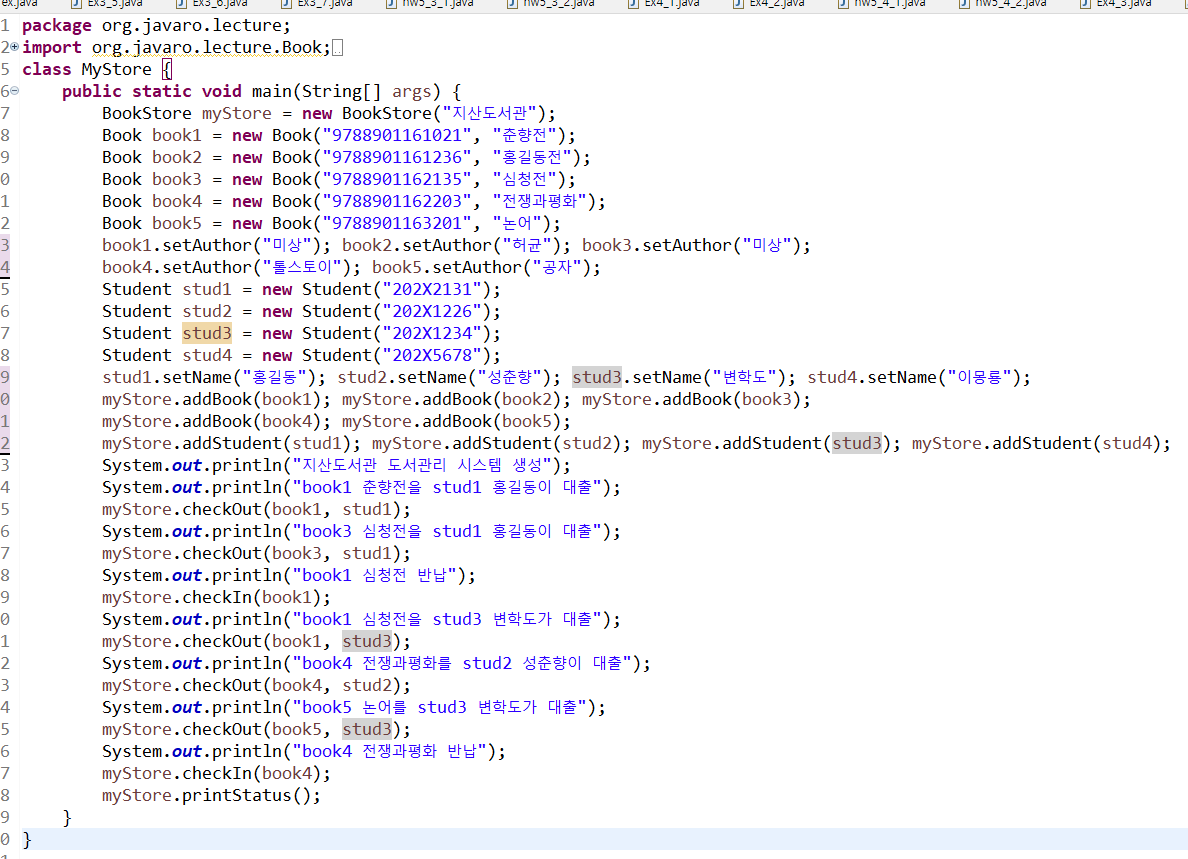 ex.java Ex3_5.java Ex3_6.java Ex3_7.java hw5_3_1.java hw5_3_2.java Ex4_1.java Ex4_2.java hw5_4_1.java hw5_4_2.java Ex4_3.java
1 package org.javaro.lecture;
2 import org.javaro.lecture.Book;
5 class MyStore {
6 public static void main(String[] args) {
7 BookStore myStore = new BookStore("지산도서관");
8 Book book1 = new Book("9788901161021", "춘향전");
9 Book book2 = new Book("9788901161236", "홍길동전");
0 Book book3 = new Book("9788901162135", "심청전");
1 Book book4 = new Book("9788901162203", "전쟁과평화");
2 Book book5 = new Book("9788901163201", "논어");
3 book1.setAuthor("미상"); book2.setAuthor("허균"); book3.setAuthor("미상");
4 book4.setAuthor("톨스토이"); book5.setAuthor("공자");
5 Student stud1 = new Student("202X2131");
6 Student stud2 = new Student("202X1226");
7 Student stud3 = new Student("202X1234");
8 Student stud4 = new Student("202X5678");
9 stud1.setName("홍길동"); stud2.setName("성춘향"); stud3.setName("변학도"); stud4.setName("이몽룡");
0 myStore.addBook(book1); myStore.addBook(book2); myStore.addBook(book3);
1 myStore.addBook(book4); myStore.addBook(book5);
2 myStore.addStudent(stud1); myStore.addStudent(stud2); myStore.addStudent(stud3); myStore.addStudent(stud4);
3 System.out.println("지산도서관 도서관리 시스템 생성");
4 System.out.println("book1 춘향전을 stud1 홍길동이 대출");
5 myStore.checkOut(book1, stud1);
6 System.out.println("book3 심청전을 stud1 홍길동이 대출");
7 myStore.checkOut(book3, stud1);
8 System.out.println("book1 심청전 반납");
9 myStore.checkIn(book1);
0 System.out.println("book1 심청전을 stud3 변학도가 대출");
1 myStore.checkOut(book1, stud3);
2 System.out.println("book4 전쟁과평화를 stud2 성춘향이 대출");
3 myStore.checkOut(book4, stud2);
4 System.out.println("book5 논어를 stud3 변학도가 대출");
5 myStore.checkOut(book5, stud3);
6 System.out.println("book4 전쟁과평화 반납");
7 myStore.checkIn(book4);
8 myStore.printStatus();
9 }
0 }